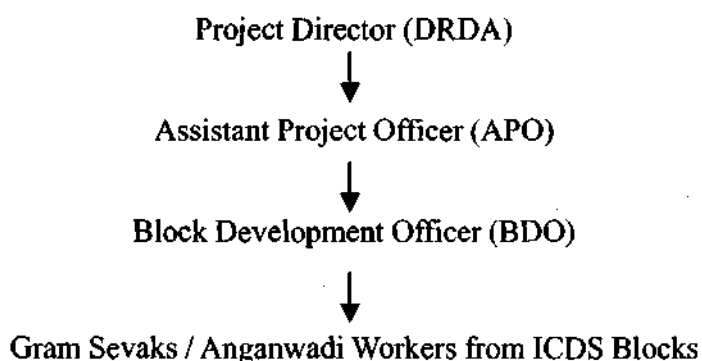 Project Director (DRDA)
Assistant Project Officer (APO)
Block Development Officer (BDO)
Gram Sevaks / Anganwadi Workers from ICDS Blocks